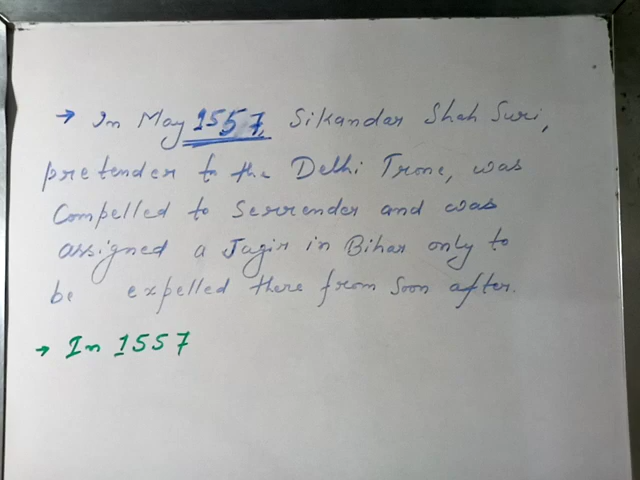 → In May 1557, Sikandar Shah Suri,
pretender to the Delhi Trone, was
Compelled to Serrender and was
assigned a Jagir in Bihar only to
be expelled there from Soon after.
→ In 1557